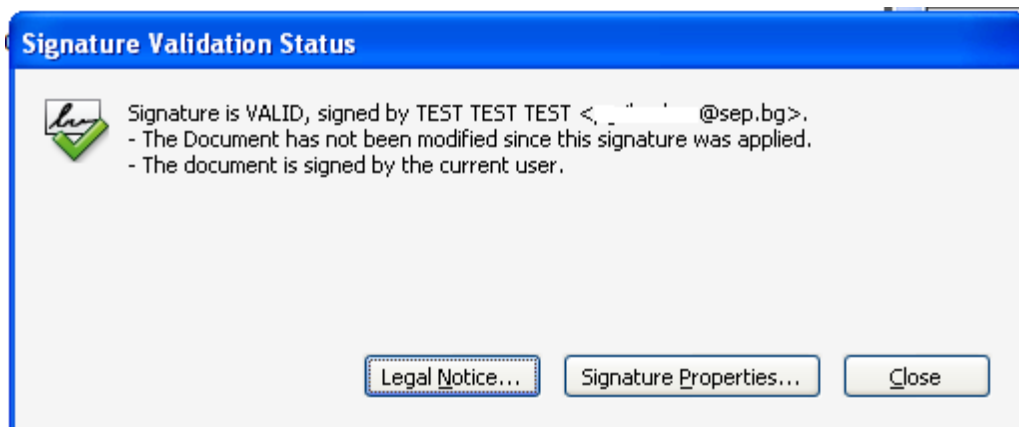 Signature Validation Status
Signature is VALID, signed by TEST TEST TEST < @sep.bg>.
- The Document has not been modified since this signature was applied.
- The document is signed by the current user.
Legal Notice... Signature Properties... Close